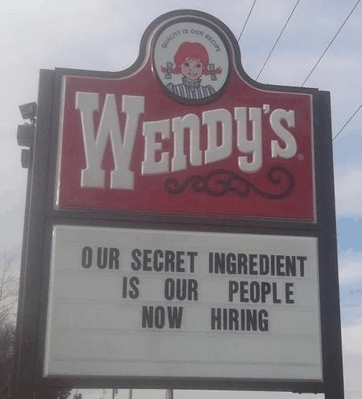 QUALITY IS OUR RECIPE
WENDY'S
OUR SECRET INGREDIENT
IS OUR PEOPLE
NOW HIRING